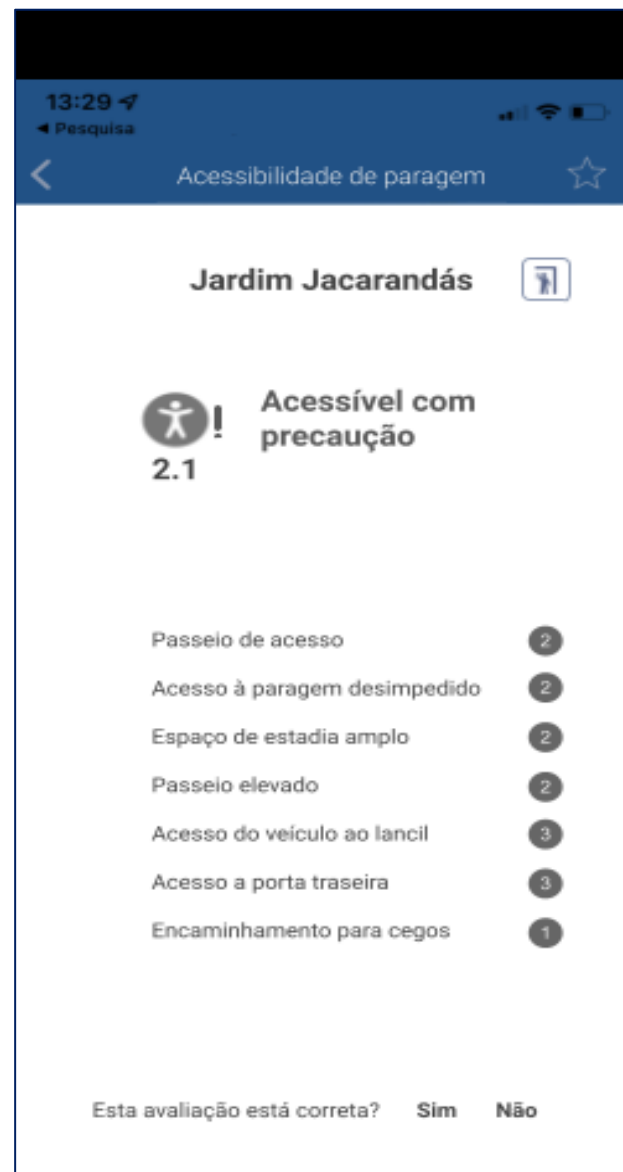 13:29
◀ Pesquisa
Acessibilidade de paragem
Jardim Jacarandás
Acessível com
precaução
!
2.1
Passeio de acesso 2
Acesso à paragem desimpedido 2
Espaço de estadia amplo 2
Passeio elevado 2
Acesso do veículo ao lancil 3
Acesso a porta traseira 3
Encaminhamento para cegos 1
Esta avaliação está correta? Sim Não